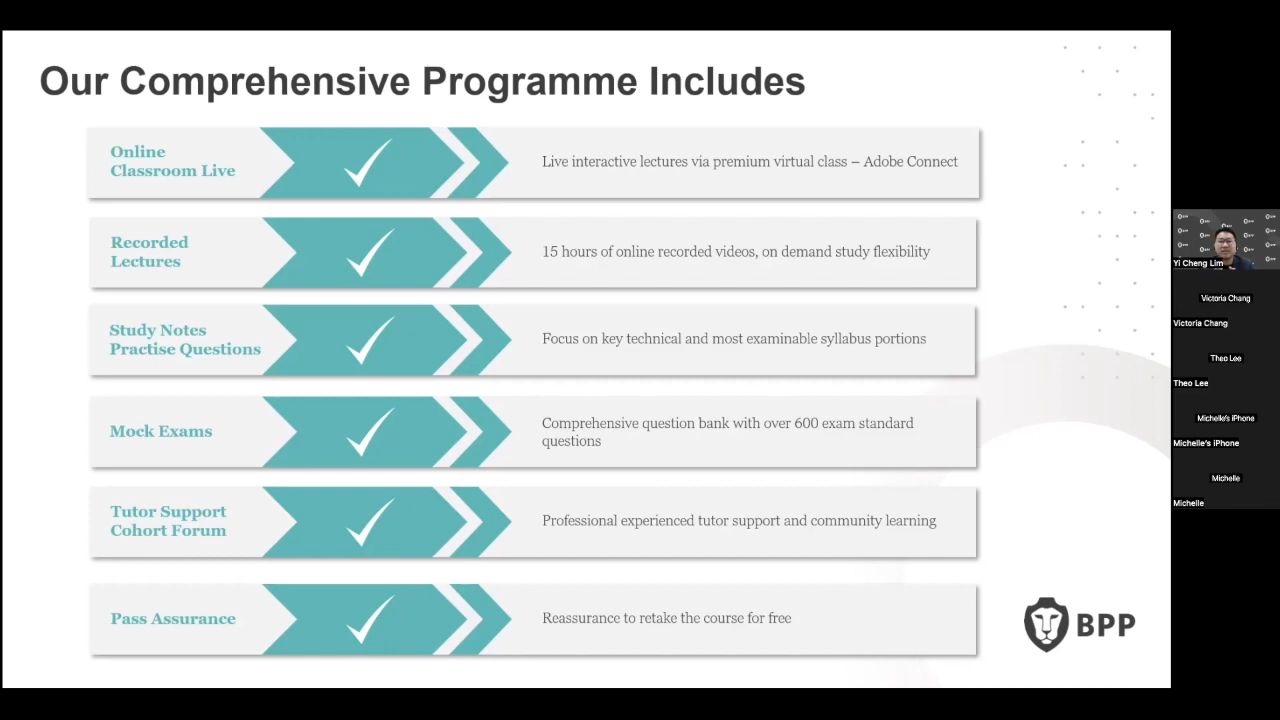 Our Comprehensive Programme Includes
Online
Classroom Live
Live interactive lectures via premium virtual class – Adobe Connect
Recorded
Lectures
15 hours of online recorded videos, on demand study flexibility
Study Notes
Practise Questions
Focus on key technical and most examinable syllabus portions
Mock Exams
Comprehensive question bank with over 600 exam standard
questions
Tutor Support
Cohort Forum
Professional experienced tutor support and community learning
Pass Assurance
Reassurance to retake the course for free
BPP
Yi Cheng Lim
Victoria Chang
Victoria Chang
Theo Lee
Theo Lee
Michelle's iPhone
Michelle's iPhone
Michelle
Michelle